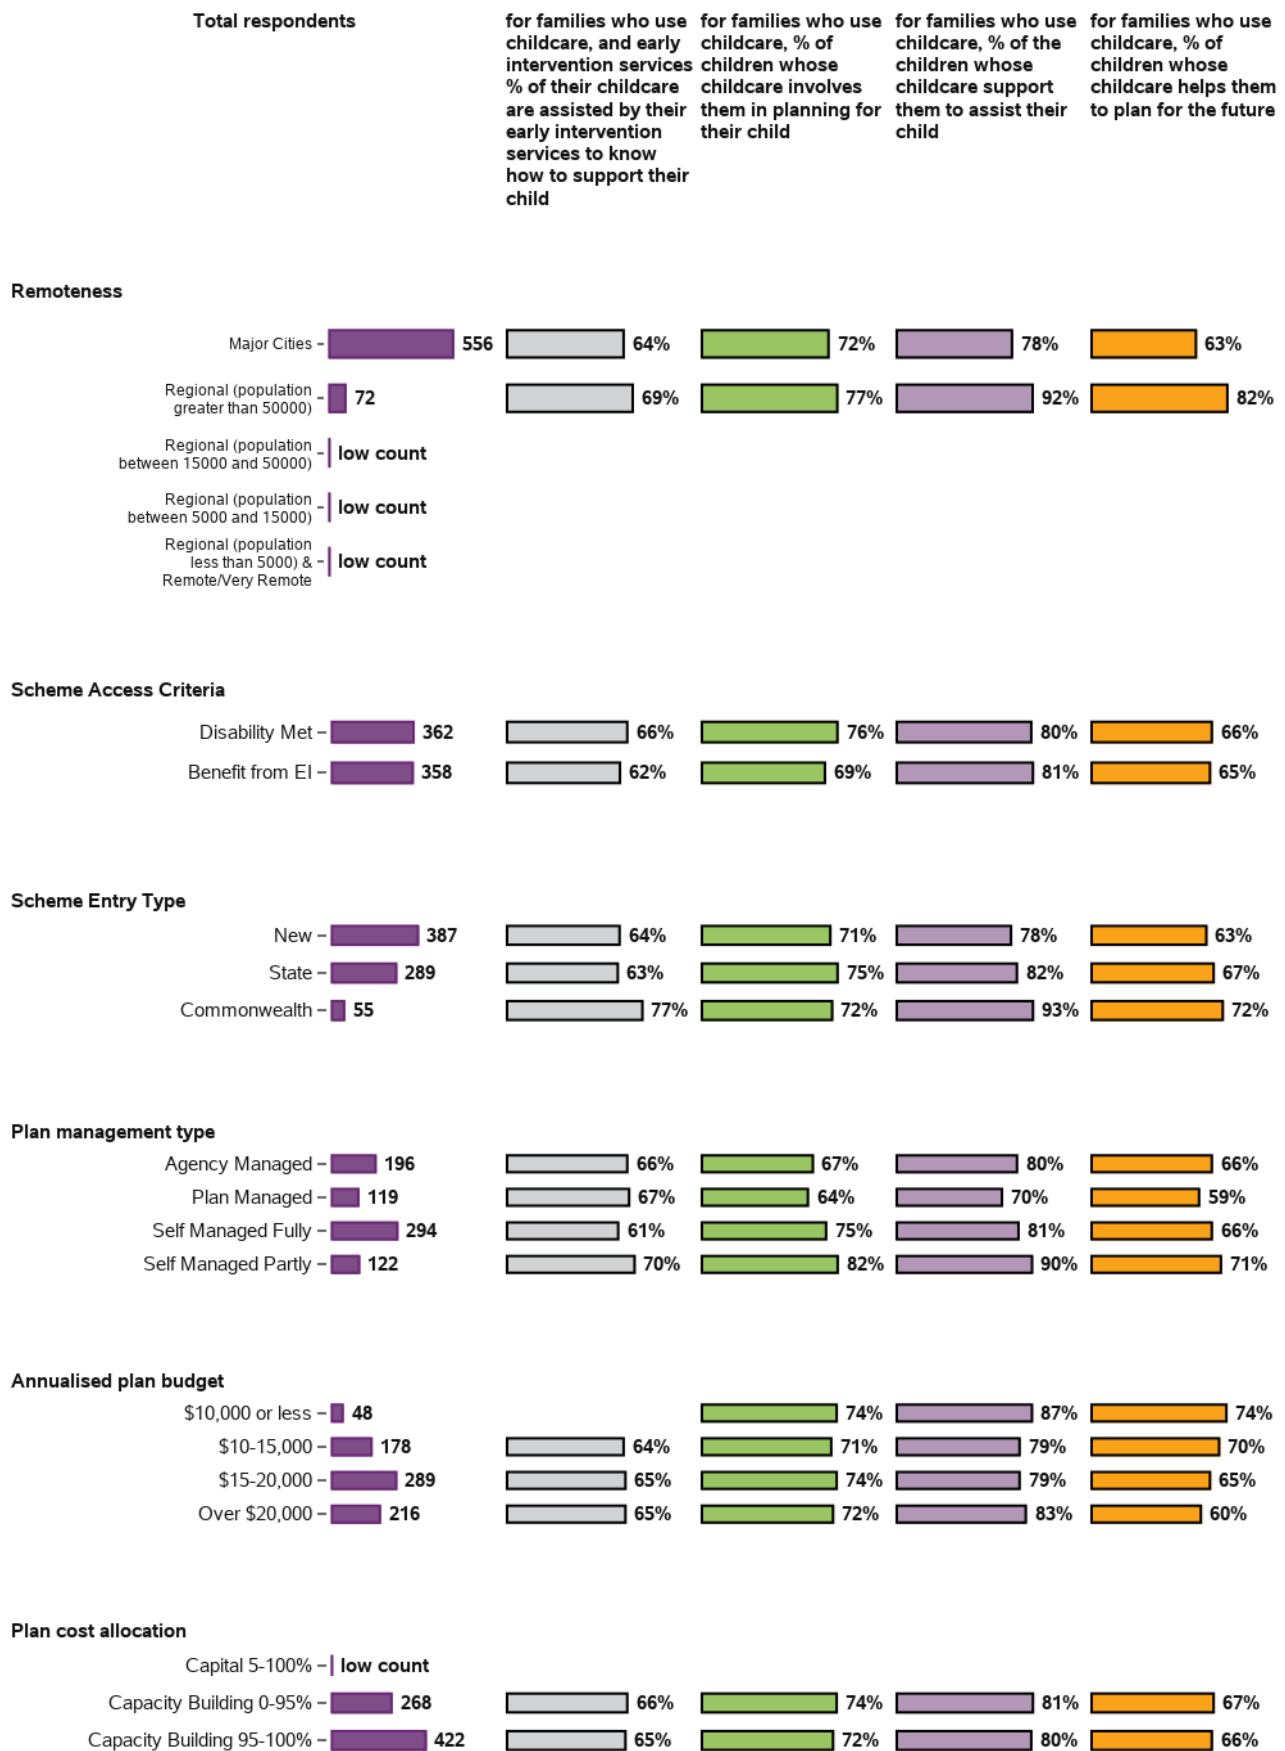 Total respondents
for families who use
childcare, and early
intervention services
% of their childcare
are assisted by their
early intervention
services to know
how to support their
child
for families who use
childcare, % of
children whose
childcare involves
them in planning for
their child
for families who use
childcare, % of the
children whose
childcare support
them to assist their
child
for families who use
childcare, % of
children whose
childcare helps them
to plan for the future
Remoteness
Major Cities 556 64% 72% 78% 63%
Regional (population
greater than 50000) 72 69% 77% 92% 82%
Regional (population
between 15000 and 50000) low count
Regional (population
between 5000 and 15000) low count
Regional (population
less than 5000) & low count
Remote/Very Remote
Scheme Access Criteria
Disability Met 362 66% 76% 80% 66%
Benefit from EI 358 62% 69% 81% 65%
Scheme Entry Type
New 387 64% 71% 78% 63%
State 289 63% 75% 82% 67%
Commonwealth 55 77% 72% 93% 72%
Plan management type
Agency Managed 196 66% 67% 80% 66%
Plan Managed 119 67% 64% 70% 59%
Self Managed Fully 294 61% 75% 81% 66%
Self Managed Partly 122 70% 82% 90% 71%
Annualised plan budget
$10,000 or less 48 74% 87% 74%
$10-15,000 178 64% 71% 79% 70%
$15-20,000 289 65% 74% 79% 65%
Over $20,000 216 65% 72% 83% 60%
Plan cost allocation
Capital 5-100% low count
Capacity Building 0-95% 268 66% 74% 81% 67%
Capacity Building 95-100% 422 65% 72% 80% 66%